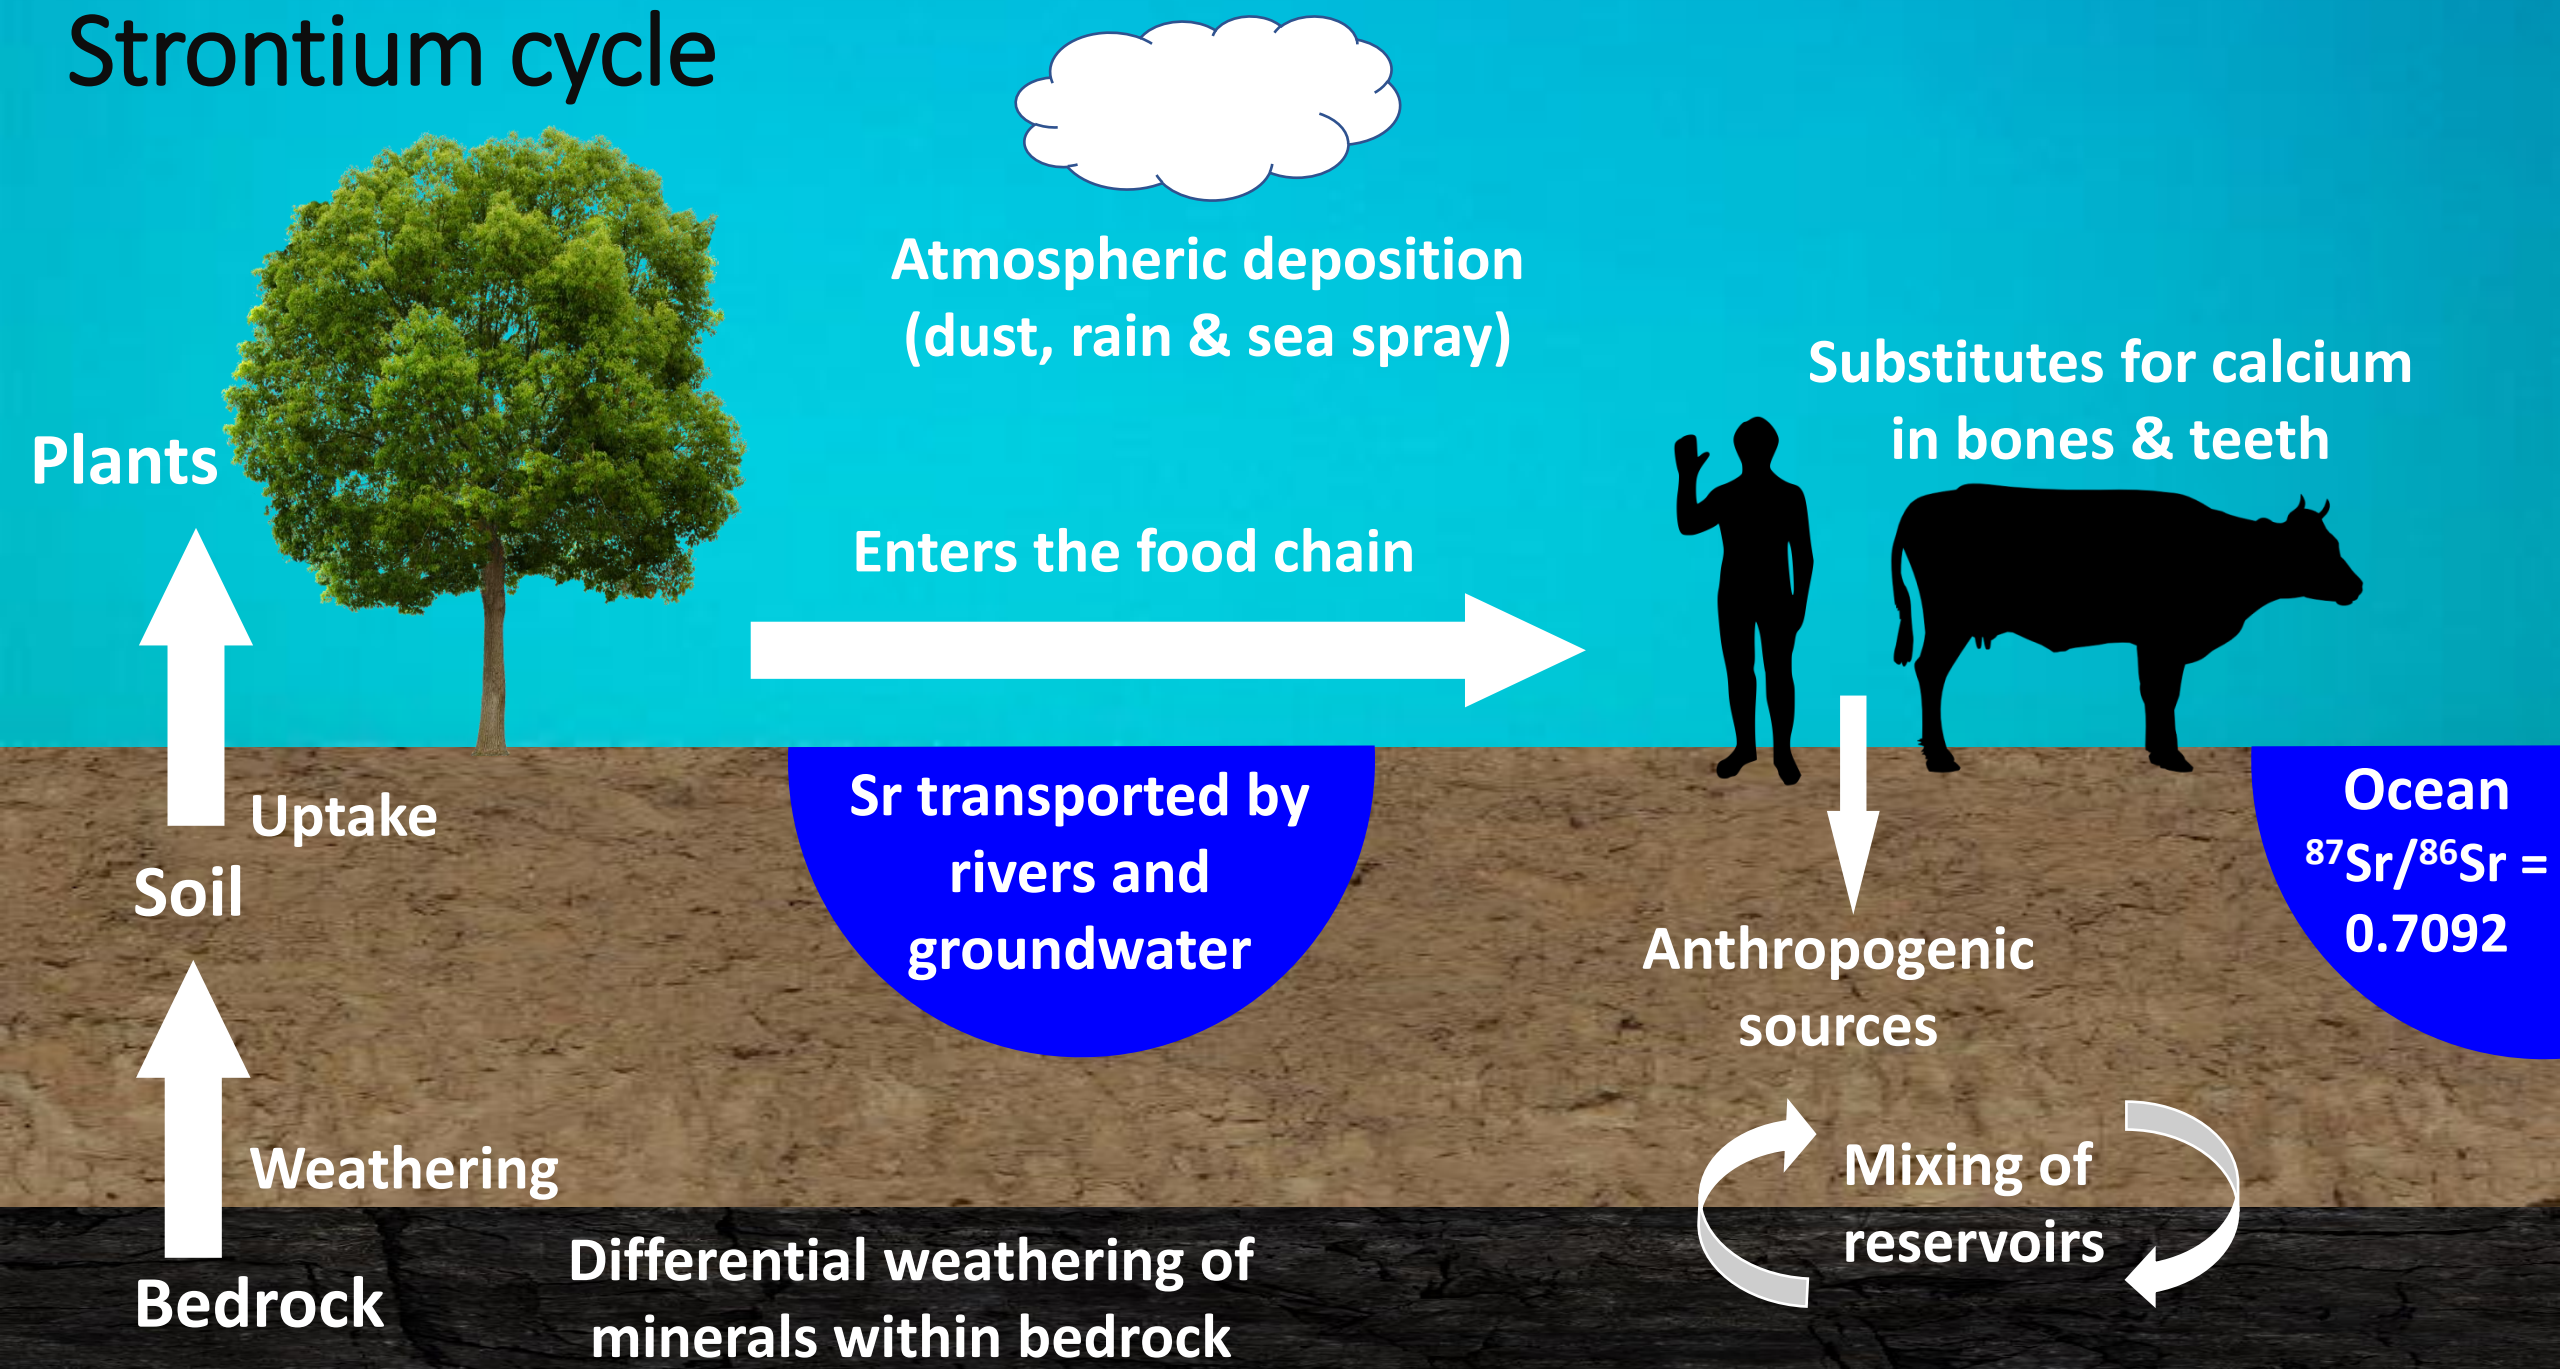 Strontium cycle
Atmospheric deposition
(dust, rain & sea spray)
Substitutes for calcium
in bones & teeth
Plants
Enters the food chain
Uptake
Soil
Sr transported by
rivers and
groundwater
Ocean
⁸⁷Sr/⁸⁶Sr =
0.7092
Anthropogenic
sources
Weathering
Mixing of
reservoirs
Bedrock
Differential weathering of
minerals within bedrock